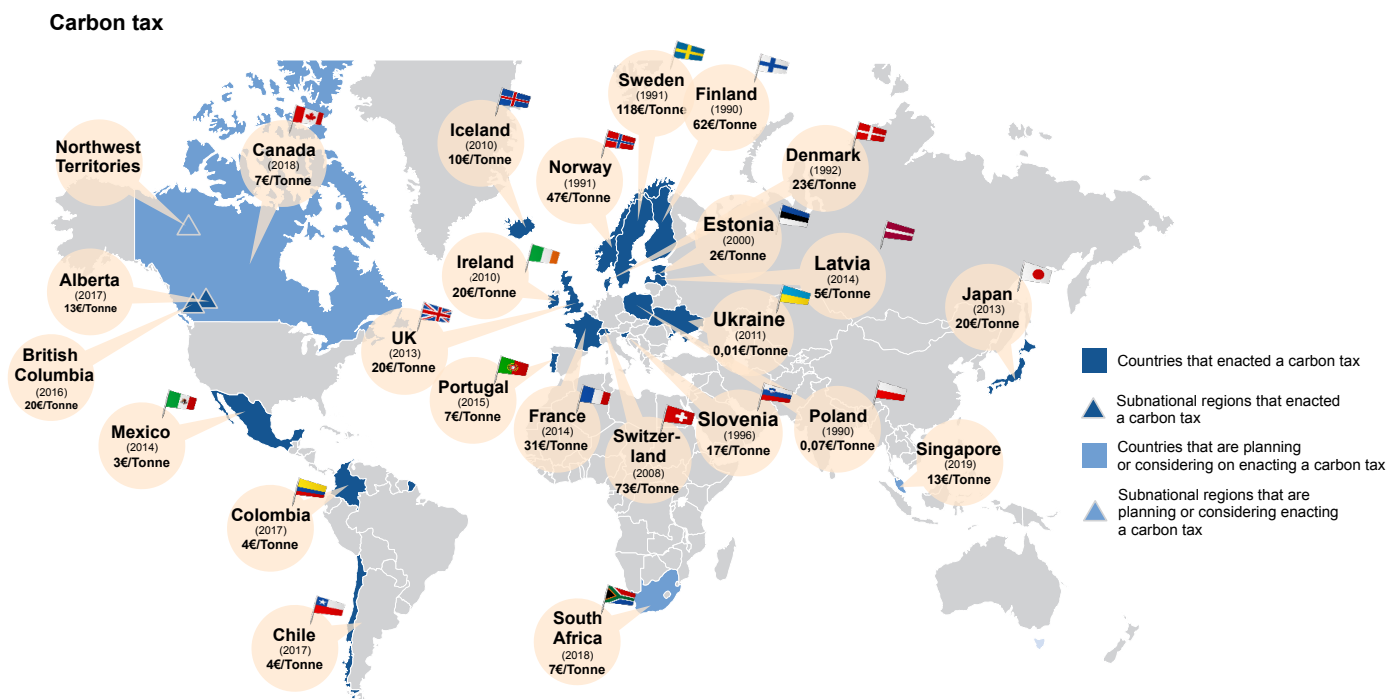 Carbon tax
Sweden
(1991)
118€/Tonne
Finland
(1990)
62€/Tonne
Iceland
(2010)
10€/Tonne
Northwest
Territories
Canada
(2018)
7€/Tonne
Norway
(1991)
47€/Tonne
Denmark
(1992)
23€/Tonne
Estonia
(2000)
2€/Tonne
Ireland
(2010)
20€/Tonne
Latvia
(2014)
5€/Tonne
Alberta
(2017)
13€/Tonne
Japan
(2013)
20€/Tonne
UK
(2013)
20€/Tonne
Ukraine
(2011)
0,01€/Tonne
British
Columbia
(2016)
20€/Tonne
Portugal
(2015)
7€/Tonne
Mexico
(2014)
3€/Tonne
France
(2014)
31€/Tonne
Switzer-
land
(2008)
73€/Tonne
Slovenia
(1996)
17€/Tonne
Poland
(1990)
0,07€/Tonne
Singapore
(2019)
13€/Tonne
Colombia
(2017)
4€/Tonne
Chile
(2017)
4€/Tonne
South
Africa
(2018)
7€/Tonne
Countries that enacted a carbon tax
Subnational regions that enacted
a carbon tax
Countries that are planning
or considering on enacting a carbon tax
Subnational regions that are
planning or considering enacting
a carbon tax